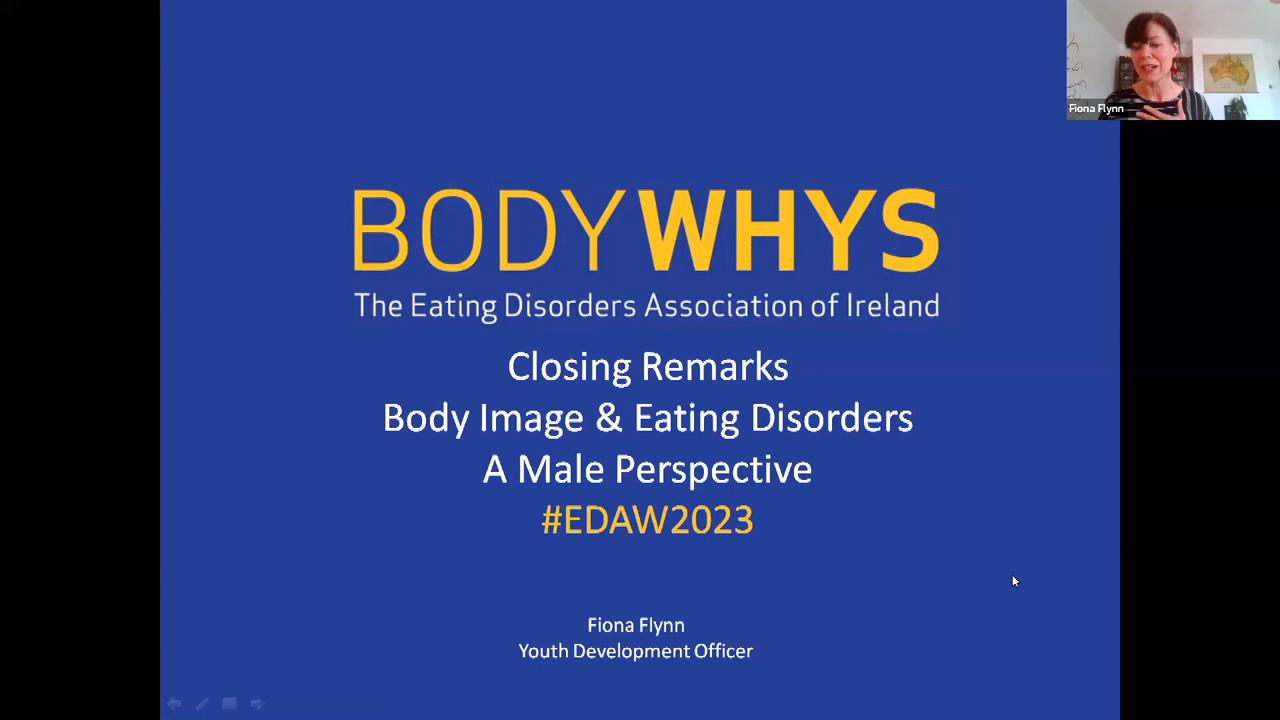 Fiona Flynn
BODYWHYS
The Eating Disorders Association of Ireland
Closing Remarks
Body Image & Eating Disorders
A Male Perspective
#EDAW2023
Fiona Flynn
Youth Development Officer